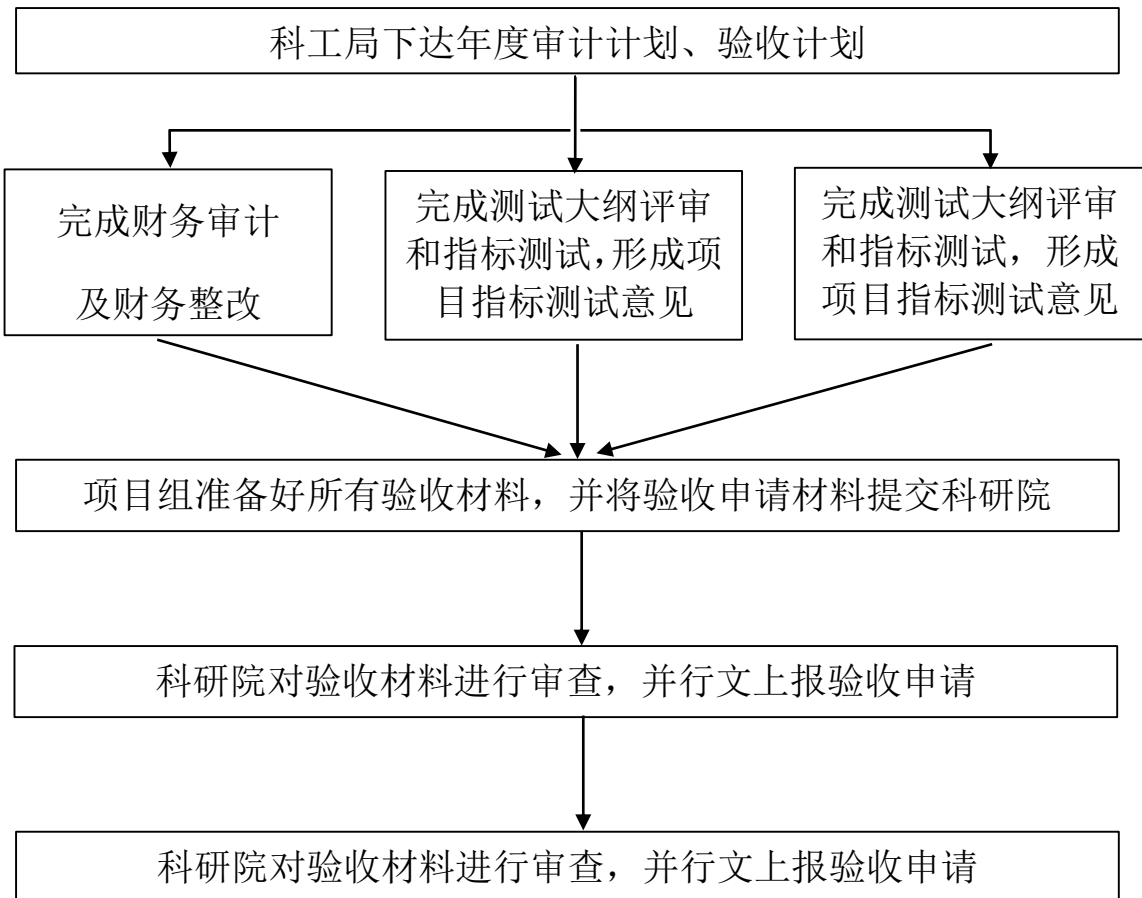 科工局下达年度审计计划、验收计划
完成财务审计
及财务整改
完成测试大纲评审
和指标测试，形成项
目指标测试意见
完成测试大纲评审
和指标测试，形成
项目指标测试意见
项目组准备好所有验收材料，并将验收申请材料提交科研院
科研院对验收材料进行审查，并行文上报验收申请
科研院对验收材料进行审查，并行文上报验收申请